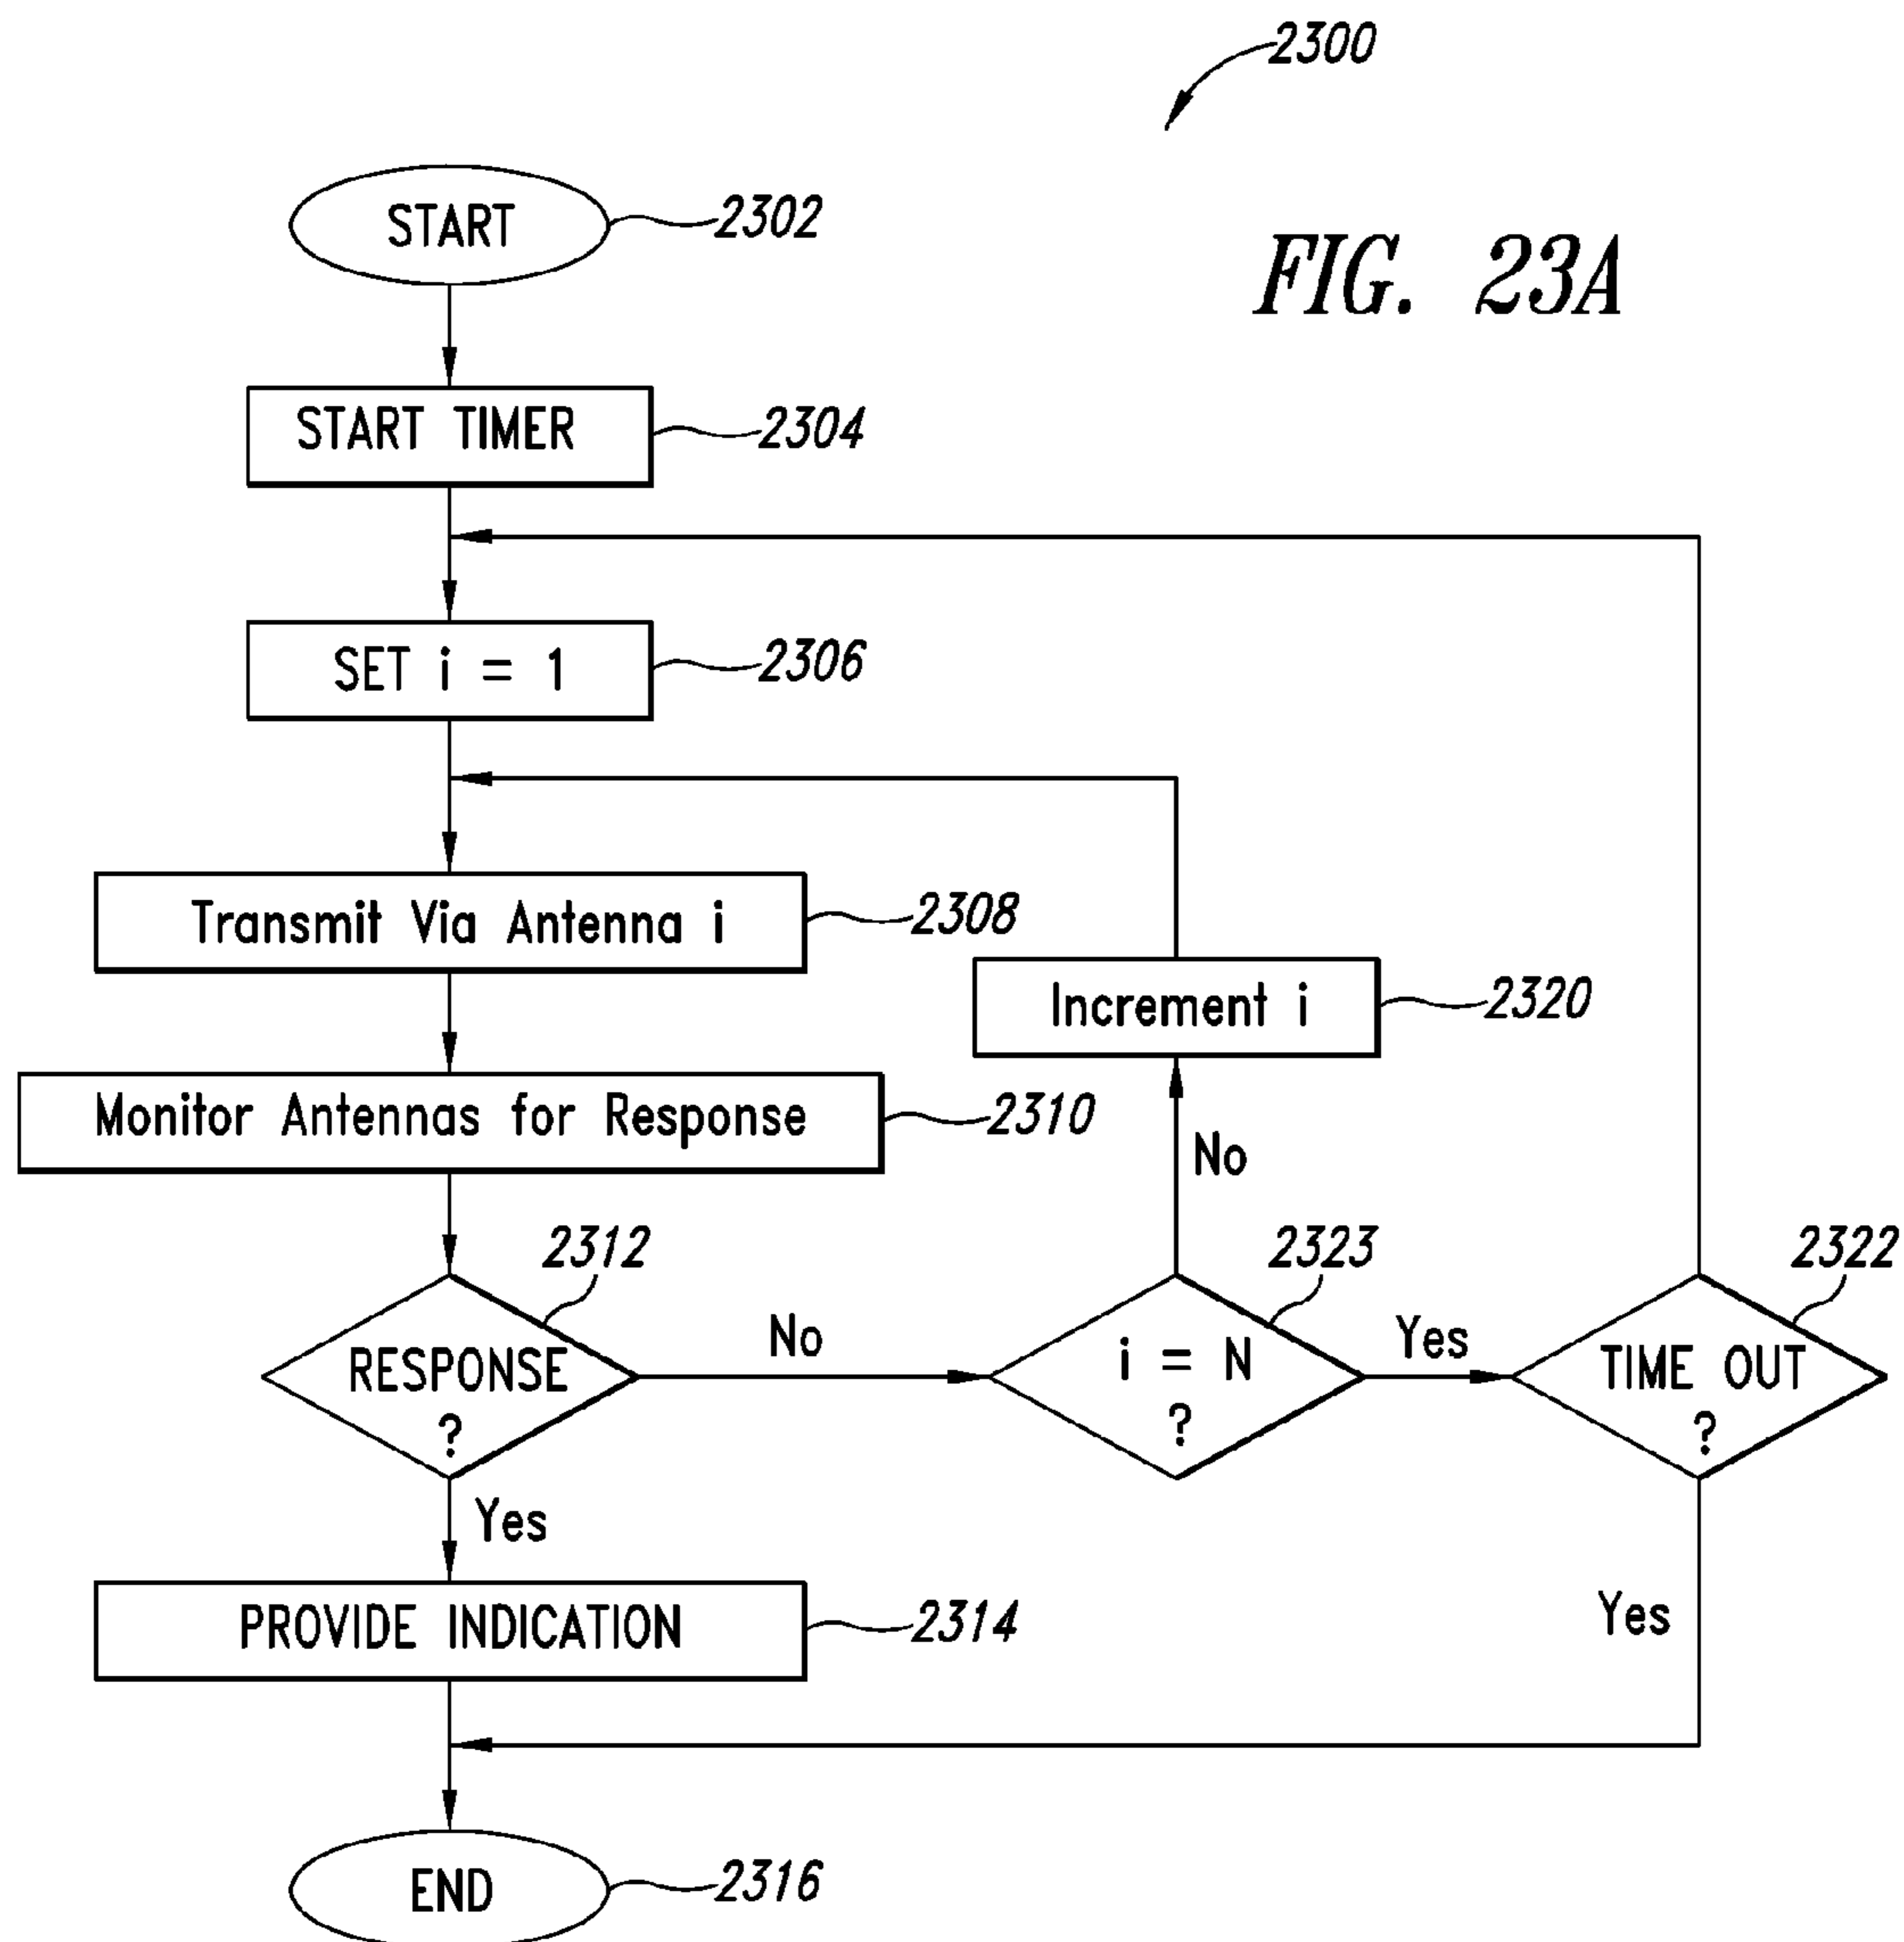 2300
START
2302
FIG. 23A
START TIMER
2304
SET i = 1
2306
Transmit Via Antenna i
2308
Increment i
2320
Monitor Antennas for Response
2310
No
2312
2323
2322
RESPONSE
?
No
i = N
?
Yes
TIME OUT
?
Yes
PROVIDE INDICATION
2314
Yes
END
2316